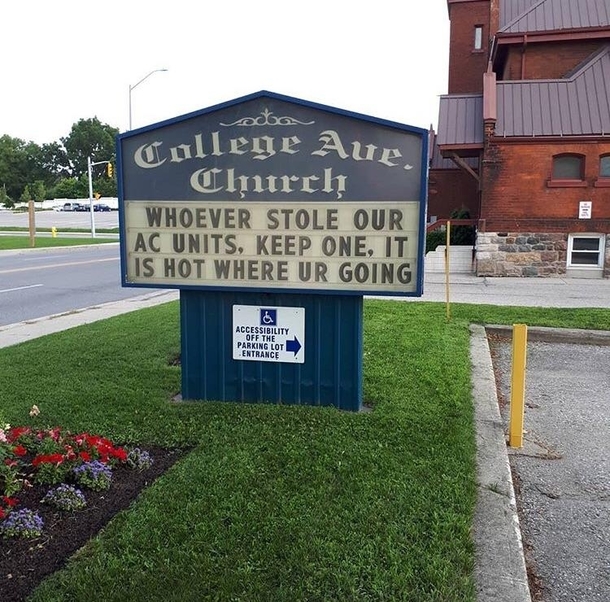 College Ave.
Church
WHOEVER STOLE OUR
AC UNITS, KEEP ONE, IT
IS HOT WHERE UR GOING
ACCESSIBILITY
OFF THE
PARKING LOT
ENTRANCE